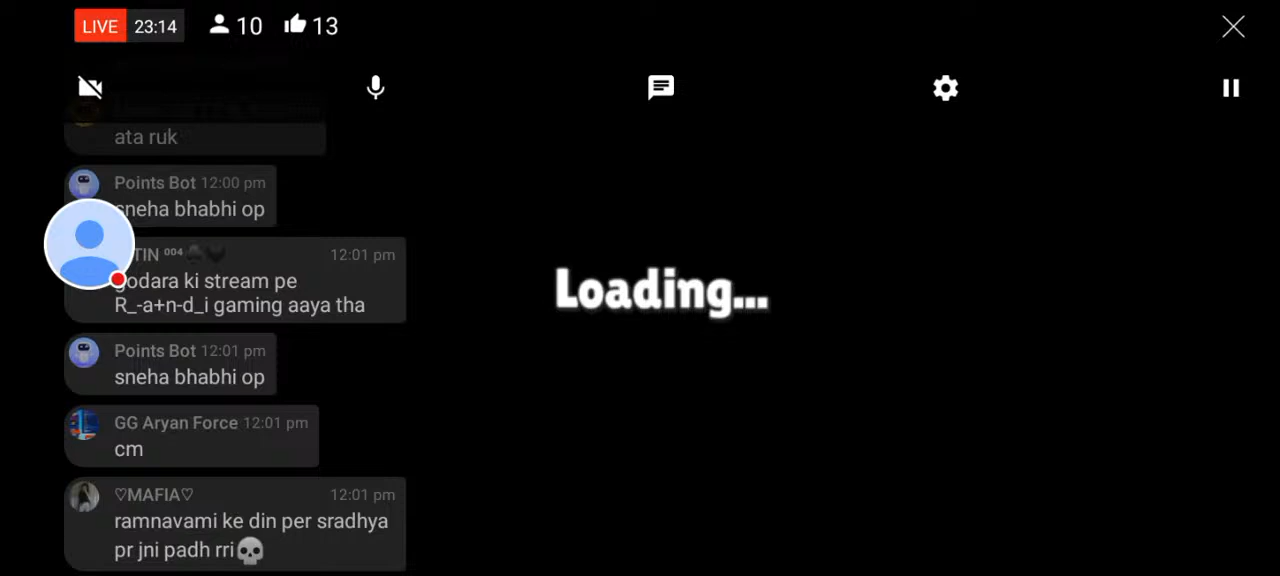 LIVE 23:14 10 13
ata ruk
Points Bot 12:00 pm
sneha bhabhi op
TIN ⁰⁰⁴ 12:01 pm
godara ki stream pe
R_-a+n-d_i gaming aaya tha
Points Bot 12:01 pm
sneha bhabhi op
GG Aryan Force 12:01 pm
cm
♡MAFIA♡ 12:01 pm
ramnavami ke din per sradhya
pr jni padh rri💀
Loading...